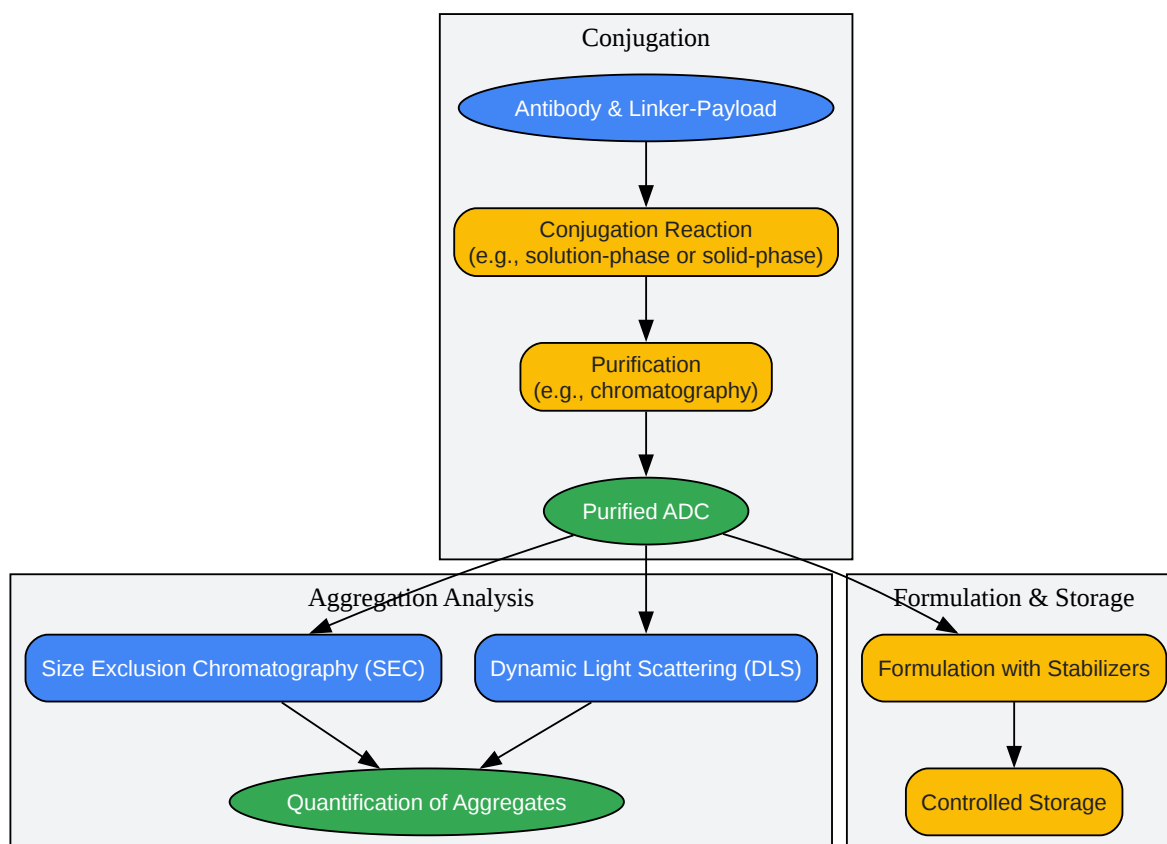 Conjugation
Antibody & Linker-Payload
Conjugation Reaction
(e.g., solution-phase or solid-phase)
Purification
(e.g., chromatography)
Purified ADC
Aggregation Analysis
Size Exclusion Chromatography (SEC)
Dynamic Light Scattering (DLS)
Quantification of Aggregates
Formulation & Storage
Formulation with Stabilizers
Controlled Storage